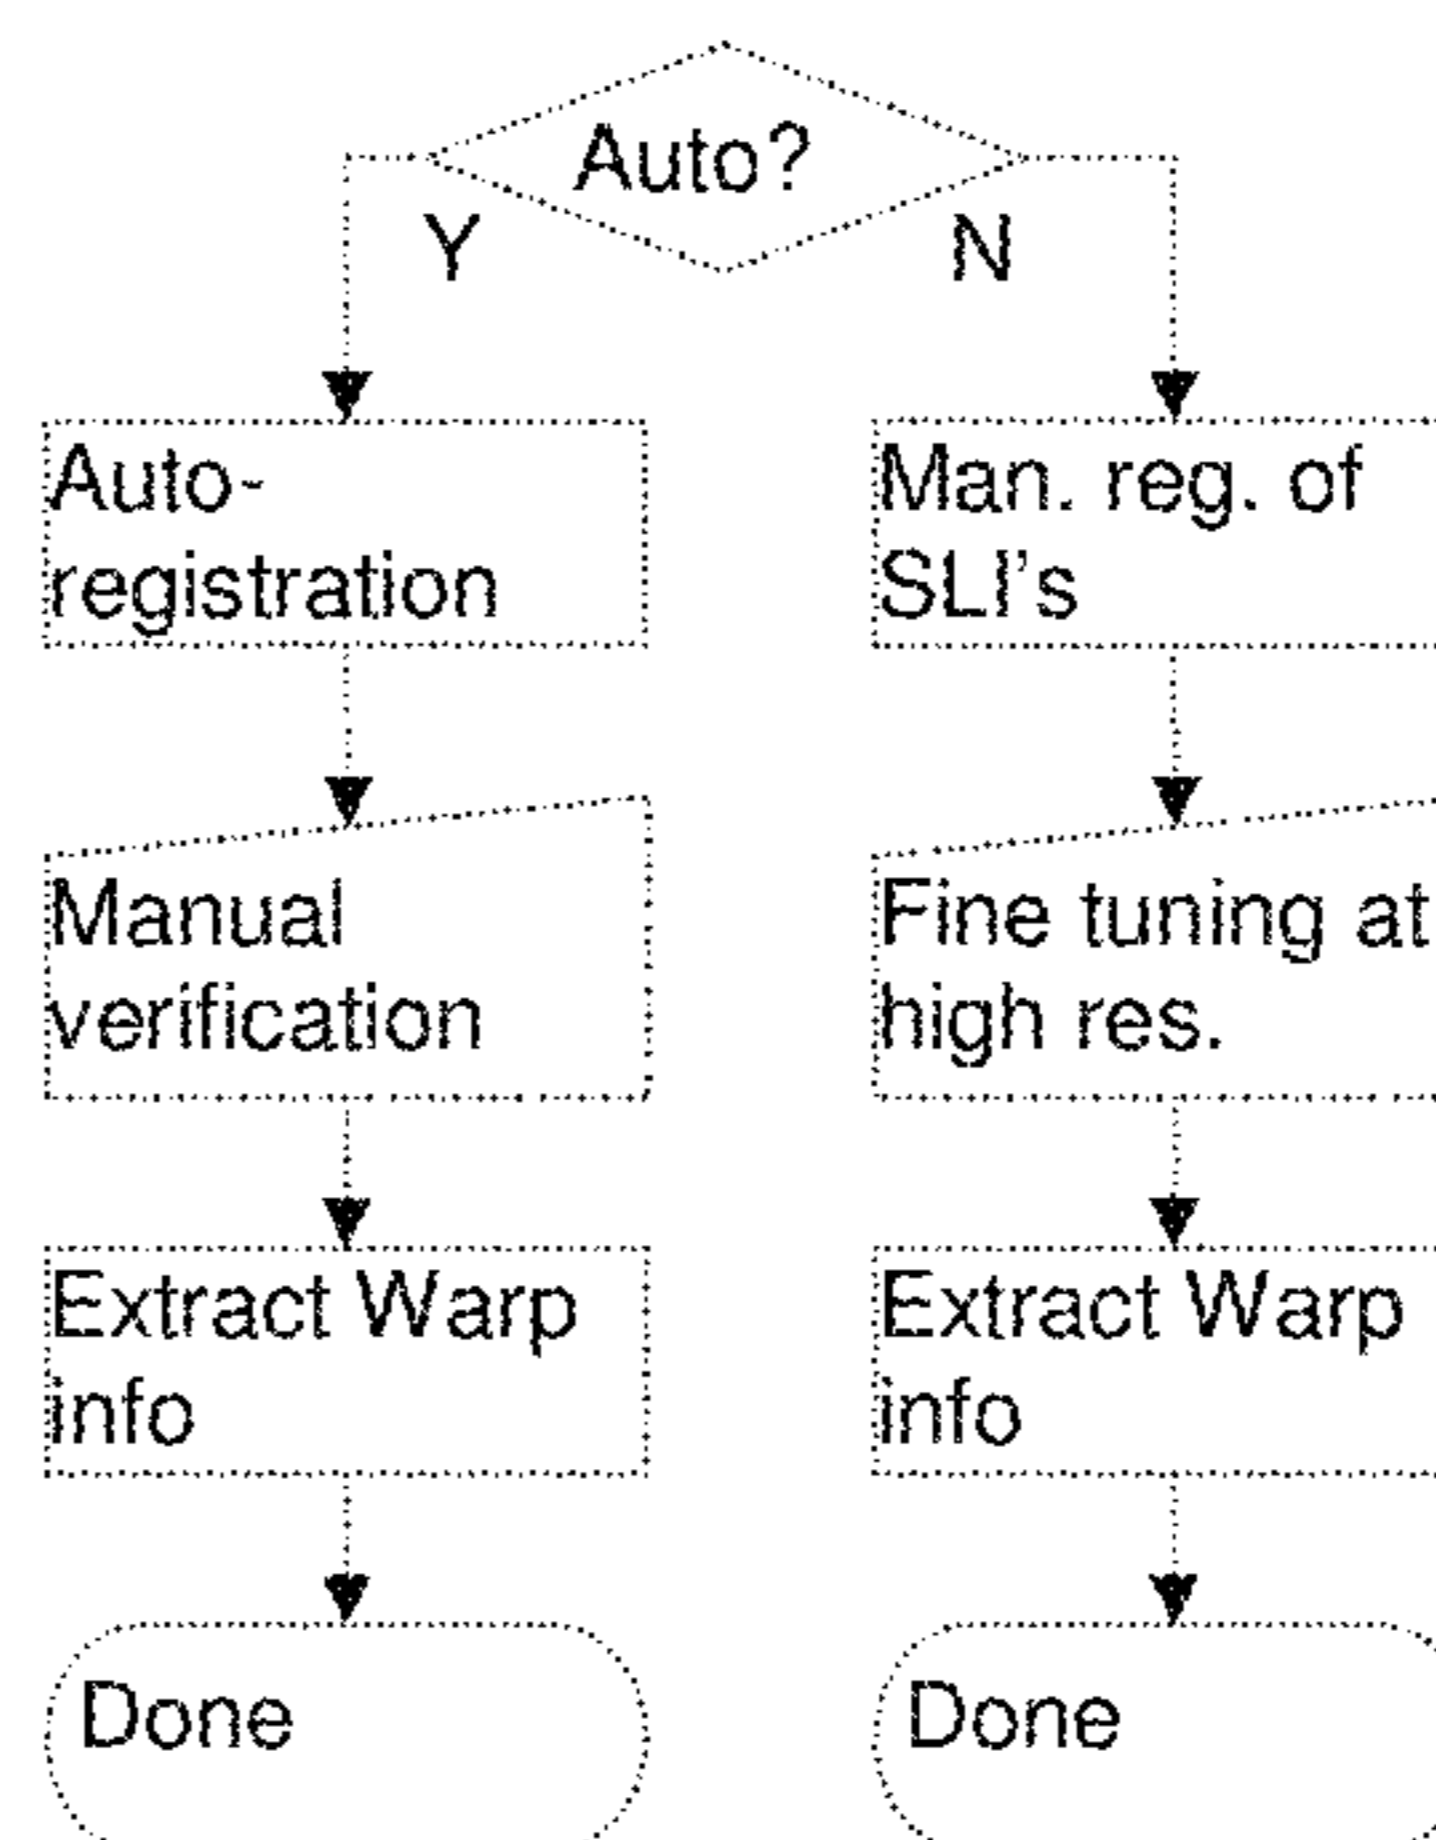 Auto?
Y
N
Auto-
registration
Man. reg. of
SLI's
Manual
verification
Fine tuning at
high res.
Extract Warp
info
Extract Warp
info
Done
Done